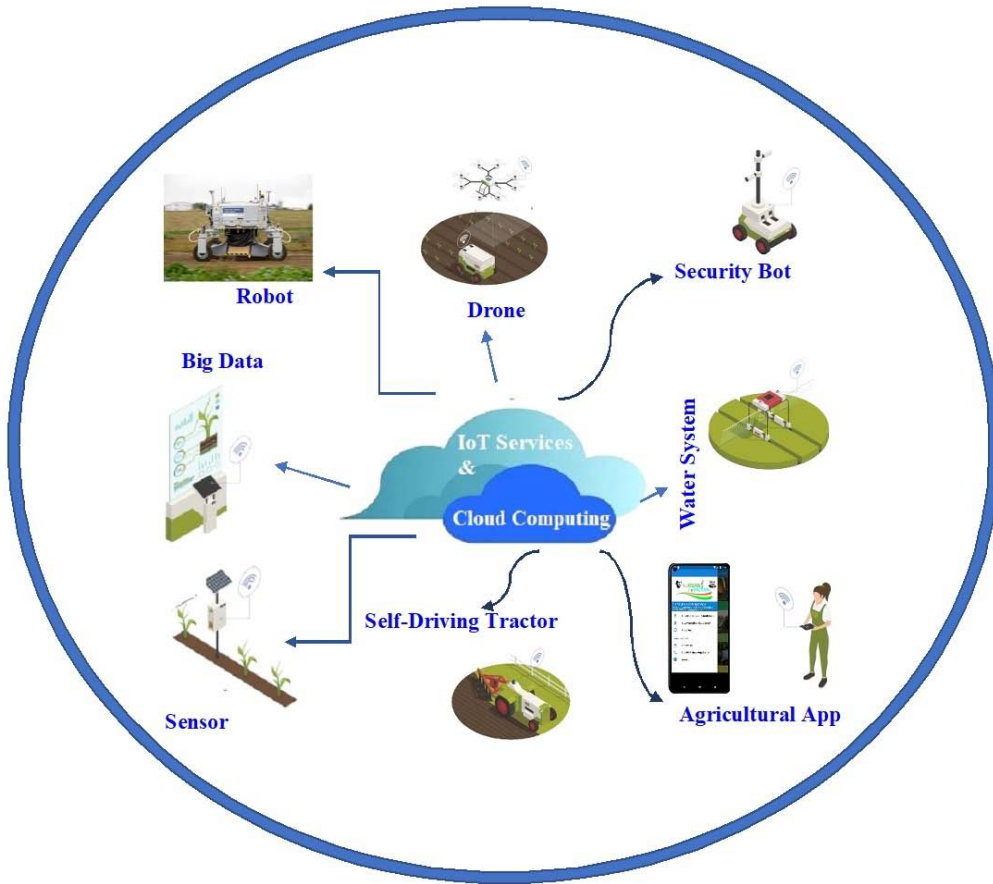 Robot
Drone
Security Bot
Big Data
IoT Services
&
Cloud Computing
Water System
Self-Driving Tractor
Sensor
Agricultural App